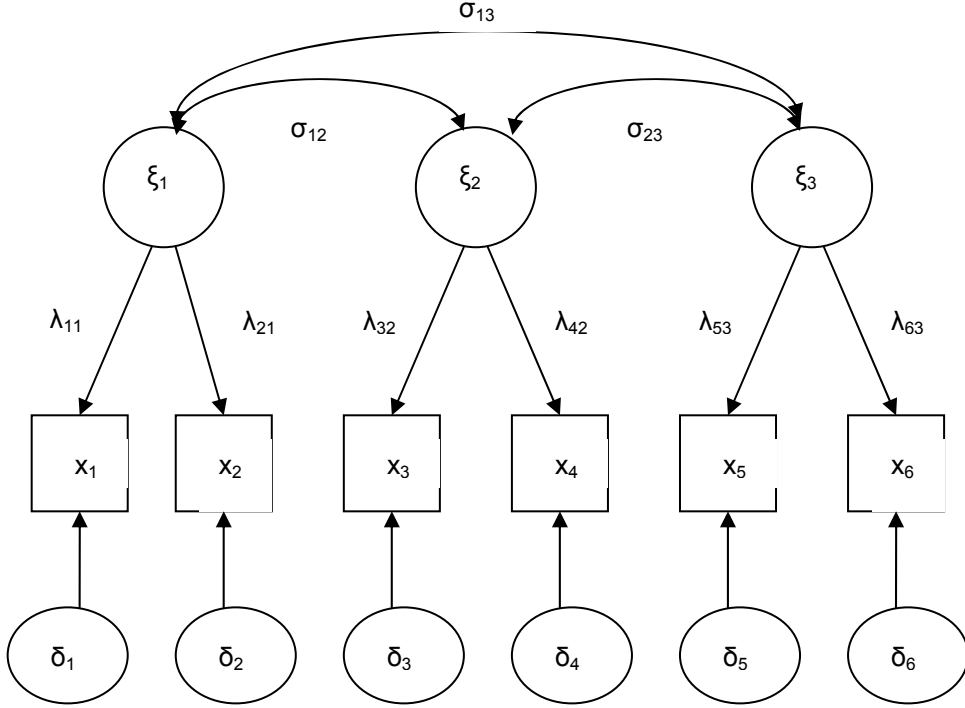 σ₁₃
σ₁₂ σ₂₃
ξ₁ ξ₂ ξ₃
λ₁₁ λ₂₁ λ₃₂ λ₄₂ λ₅₃ λ₆₃
x₁ x₂ x₃ x₄ x₅ x₆
δ₁ δ₂ δ₃ δ₄ δ₅ δ₆